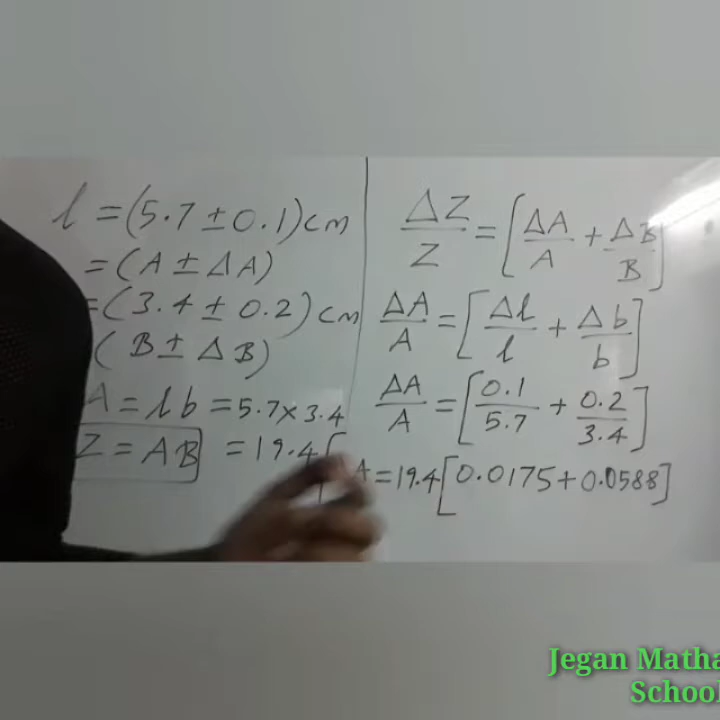 l = (5.7 ± 0.1) cm
= (A ± ΔA)
= (3.4 ± 0.2) cm
( B ± ΔB)
A = lb = 5.7 × 3.4
Z = AB = 19.4
ΔZ/Z = [ΔA/A + ΔB/B]
ΔA/A = [Δl/l + Δb/b]
ΔA/A = [0.1/5.7 + 0.2/3.4]
A = 19.4 [0.0175 + 0.0588]
Jegan Matha
School